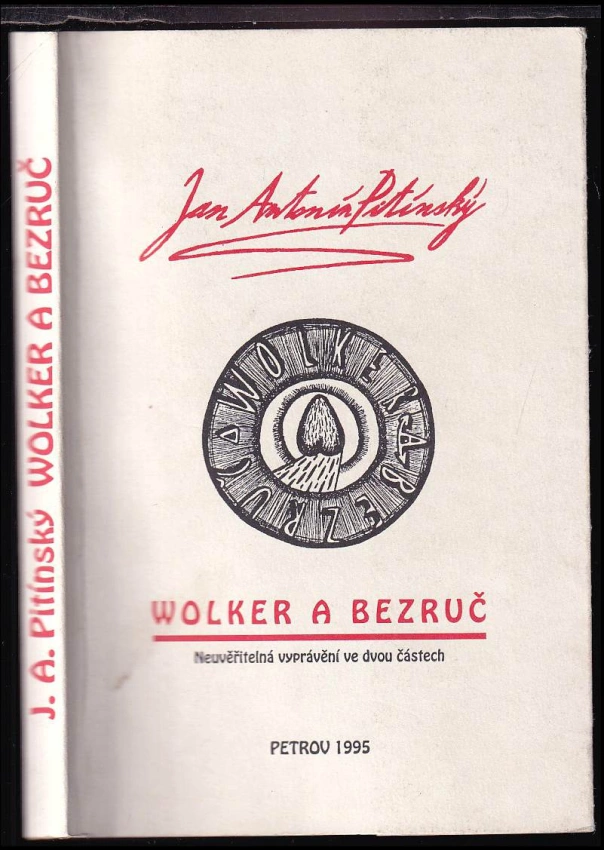 J. A. Pitínský WOLKER A BEZRUČ
Jan Antonín Pitínský
WOLKER A BEZRUČ
WOLKER A BEZRUČ
Neuvěřitelná vyprávění ve dvou částech
PETROV 1995